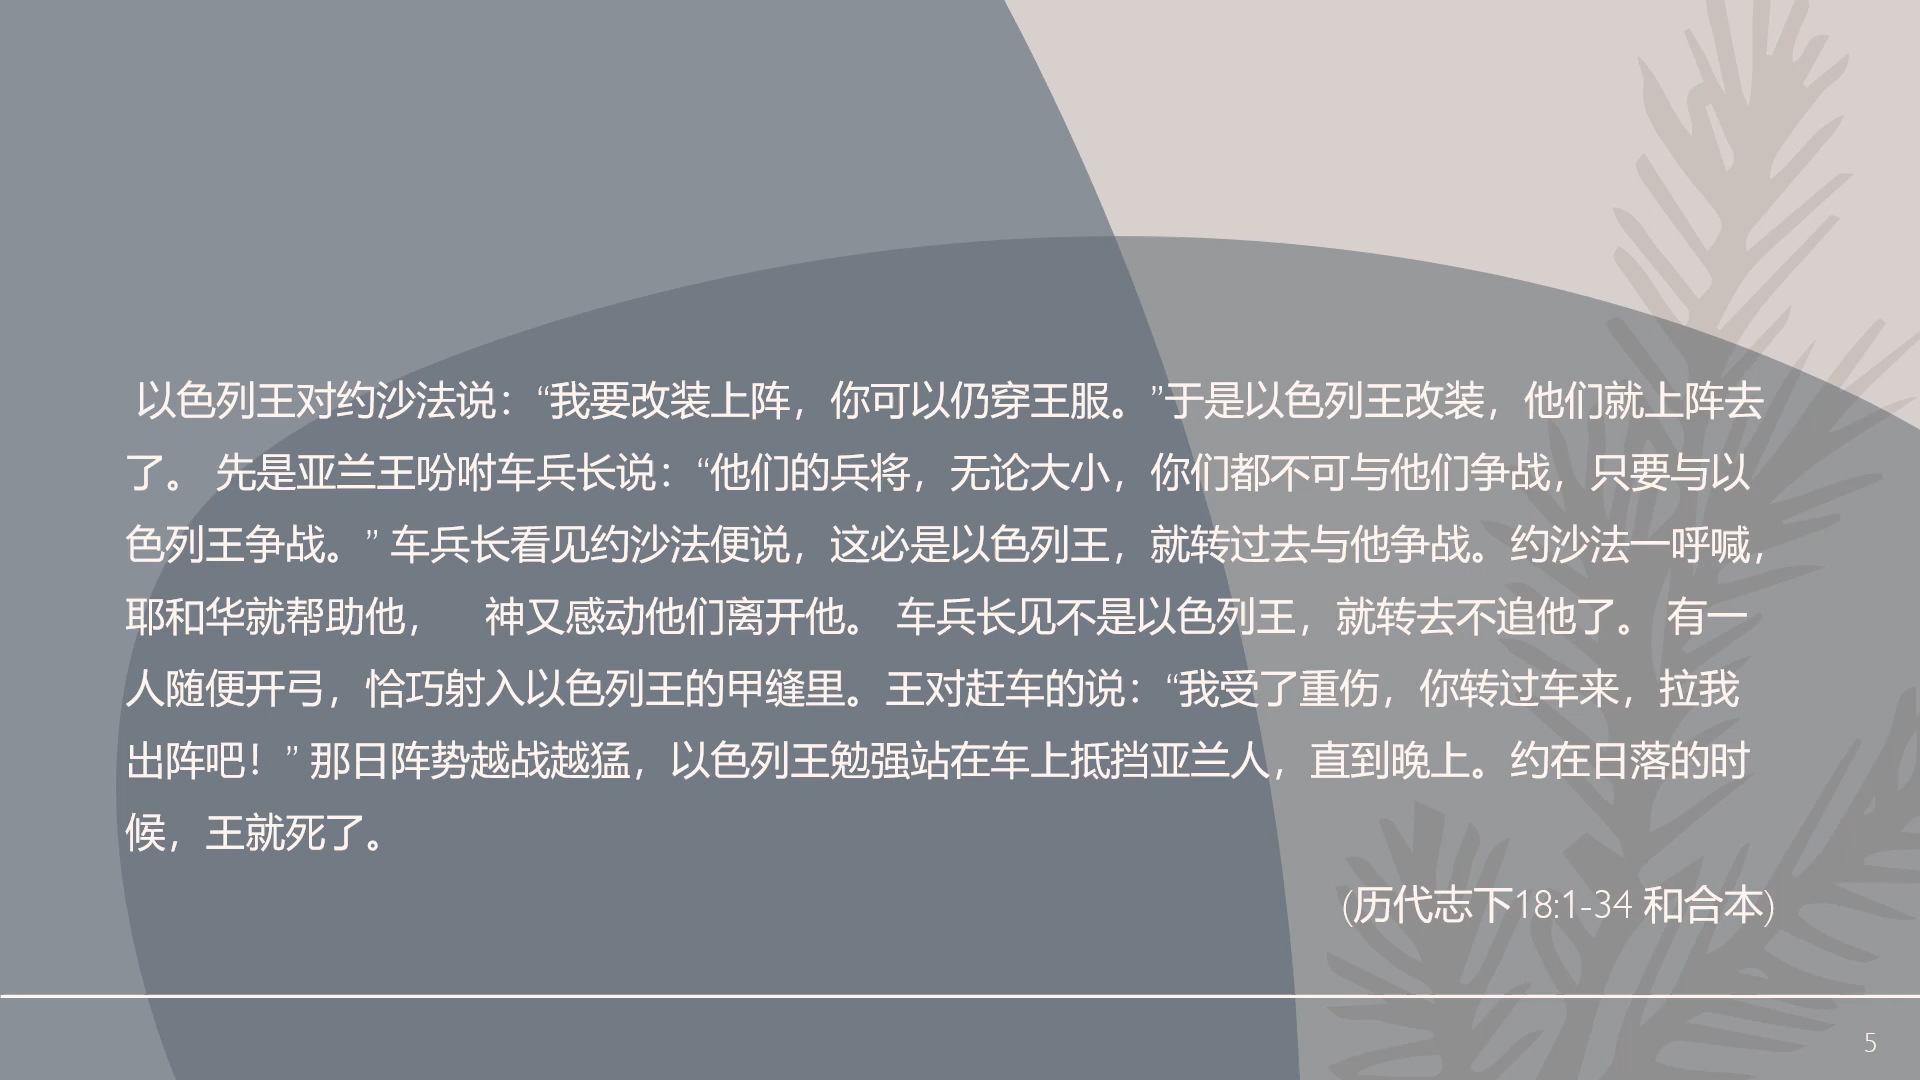 以色列王对约沙法说：“我要改装上阵，你可以仍穿王服。”于是以色列王改装，他们就上阵去
了。 先是亚兰王吩咐车兵长说：“他们的兵将，无论大小，你们都不可与他们争战，只要与以
色列王争战。” 车兵长看见约沙法便说，这必是以色列王，就转过去与他争战。约沙法一呼喊，
耶和华就帮助他，　神又感动他们离开他。 车兵长见不是以色列王，就转去不追他了。 有一
人随便开弓，恰巧射入以色列王的甲缝里。王对赶车的说：“我受了重伤，你转过车来，拉我
出阵吧！” 那日阵势越战越猛，以色列王勉强站在车上抵挡亚兰人，直到晚上。约在日落的时
候，王就死了。
(历代志下18:1-34 和合本)
5